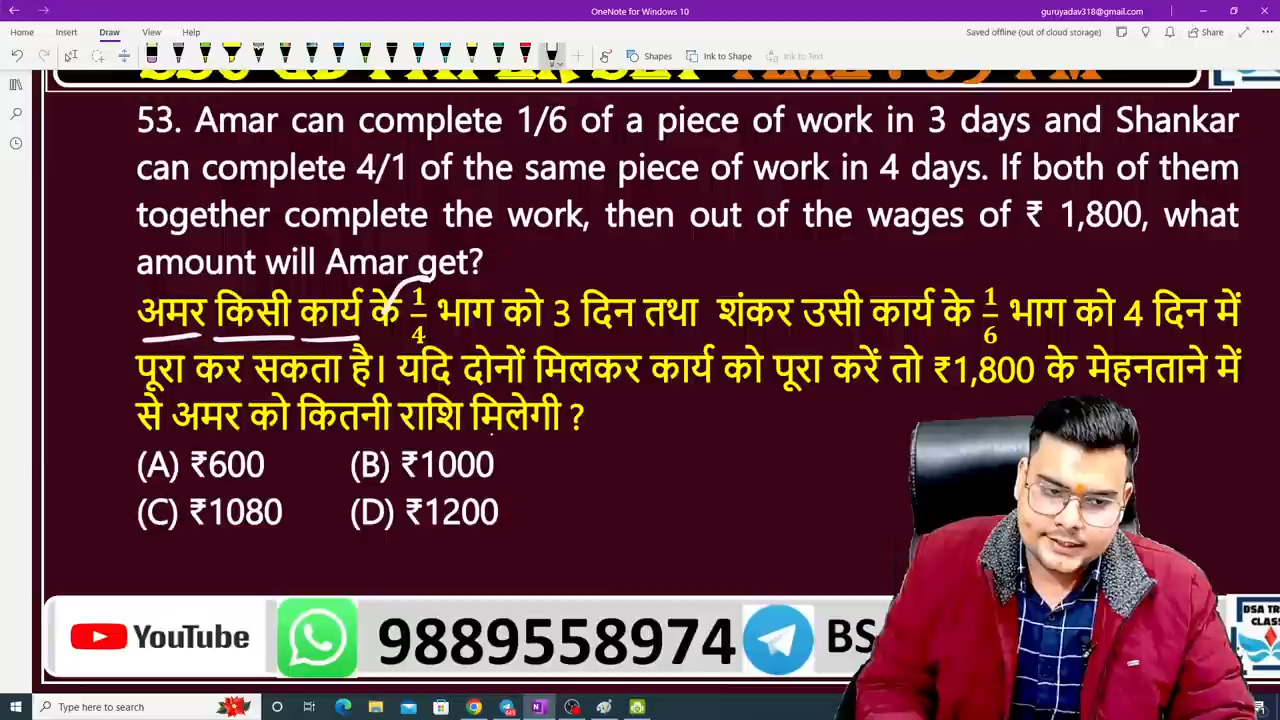 OneNote for Windows 10
guruyadav318@gmail.com
Home Insert Draw View Help
Saved offline (out of cloud storage)
Share
Shapes
Ink to Shape
Ink to Text
53. Amar can complete 1/6 of a piece of work in 3 days and Shankar
can complete 4/1 of the same piece of work in 4 days. If both of them
together complete the work, then out of the wages of ₹ 1,800, what
amount will Amar get?
अमर किसी कार्य के 1/4 भाग को 3 दिन तथा शंकर उसी कार्य के 1/6 भाग को 4 दिन में
पूरा कर सकता है। यदि दोनों मिलकर कार्य को पूरा करें तो ₹1,800 के मेहनताने में
से अमर को कितनी राशि मिलेगी ?
(A) ₹600 (B) ₹1000
(C) ₹1080 (D) ₹1200
YouTube 9889558974 BS
BSA
CLASS
Type here to search